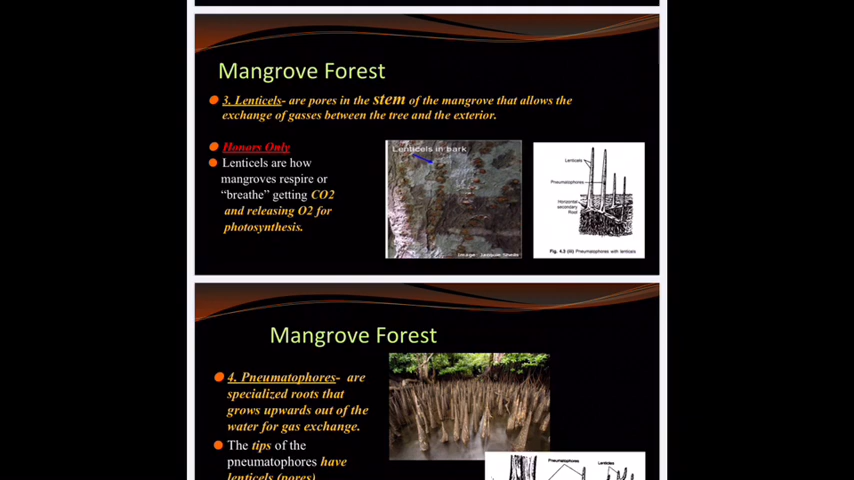 Mangrove Forest
3. Lenticels- are pores in the stem of the mangrove that allows the
exchange of gasses between the tree and the exterior.
Honors Only
Lenticels are how
mangroves respire or
"breathe" getting CO2
and releasing O2 for
photosynthesis.
Lenticels in bark
Lenticels
Pneumatophores
Horizontal
secondary
Root
Fig. 4.3 (iii) Pneumatophores with lenticels
Mangrove Forest
4. Pneumatophores- are
specialized roots that
grows upwards out of the
water for gas exchange.
The tips of the
pneumatophores have
lenticels (pores)
Pneumatophores
Lenticels